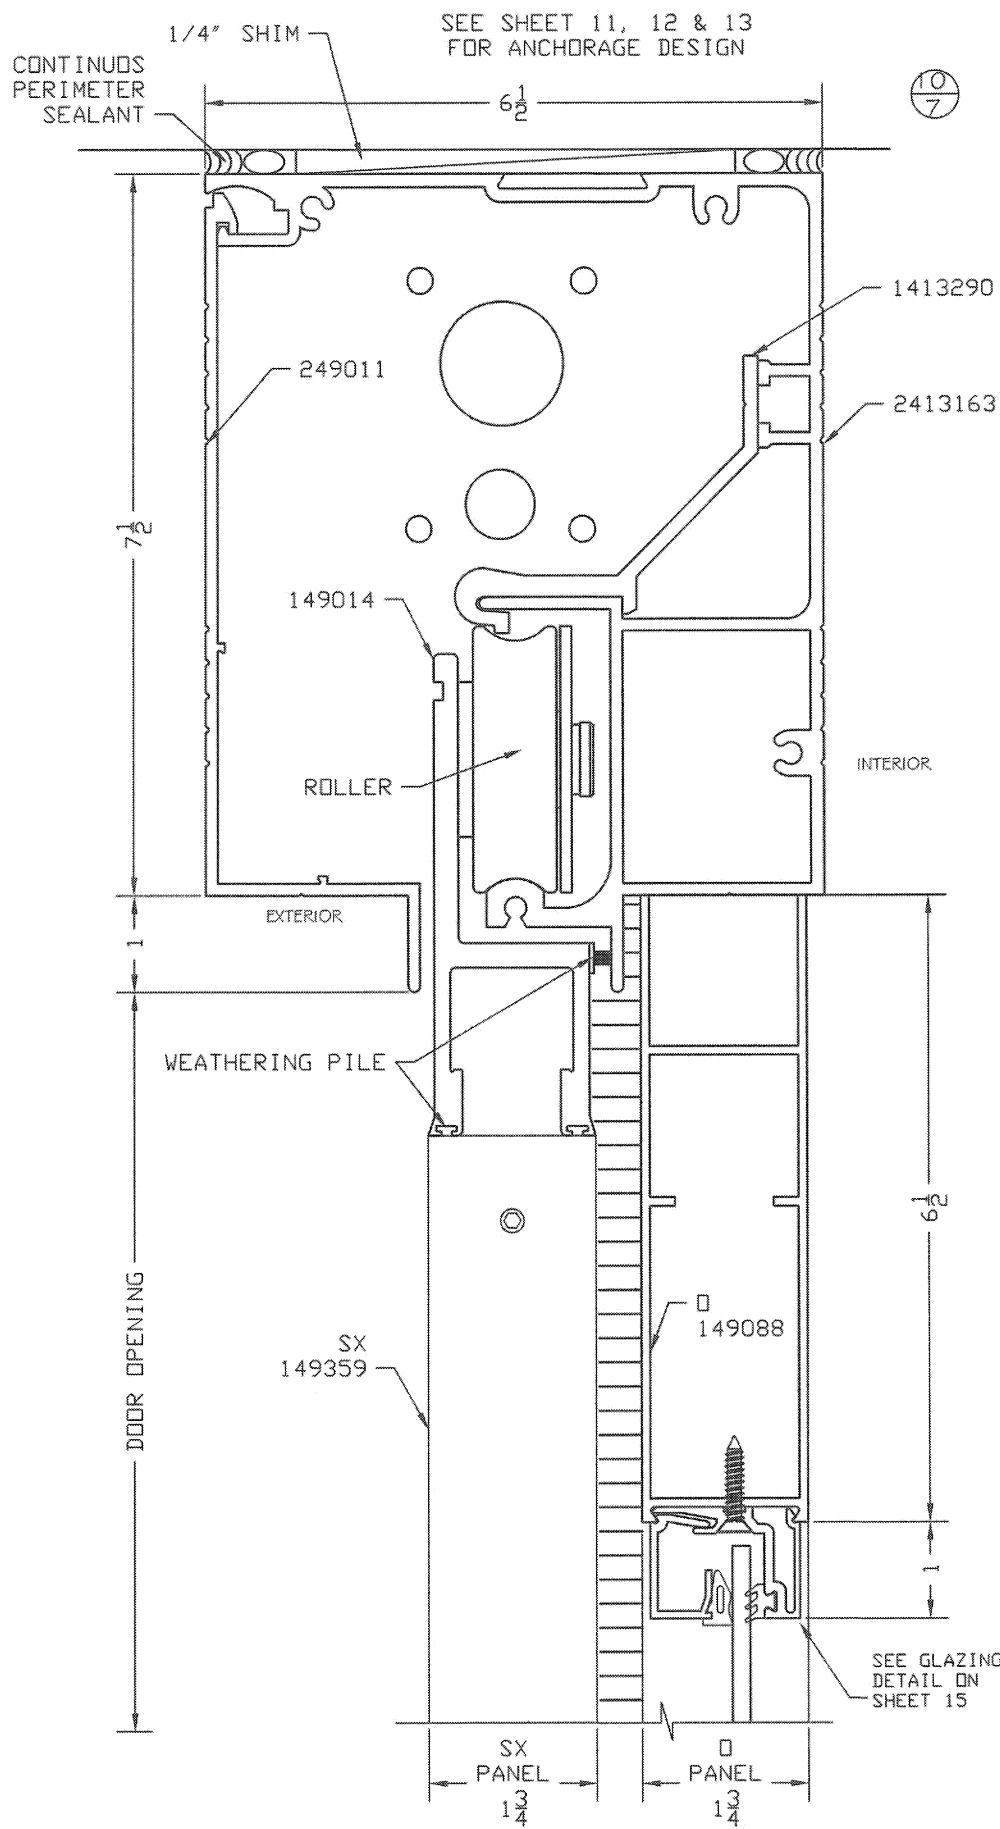 SEE SHEET 11, 12 & 13
FOR ANCHORAGE DESIGN
1/4" SHIM
CONTINUOS
PERIMETER
SEALANT
6 1/2
10
7
1413290
249011
2413163
7 1/2
149014
ROLLER
INTERIOR
EXTERIOR
1
WEATHERING PILE
6 1/2
DOOR OPENING
O
149088
SX
149359
1
SEE GLAZING
DETAIL ON
SHEET 15
SX
PANEL
1 3/4
O
PANEL
1 3/4